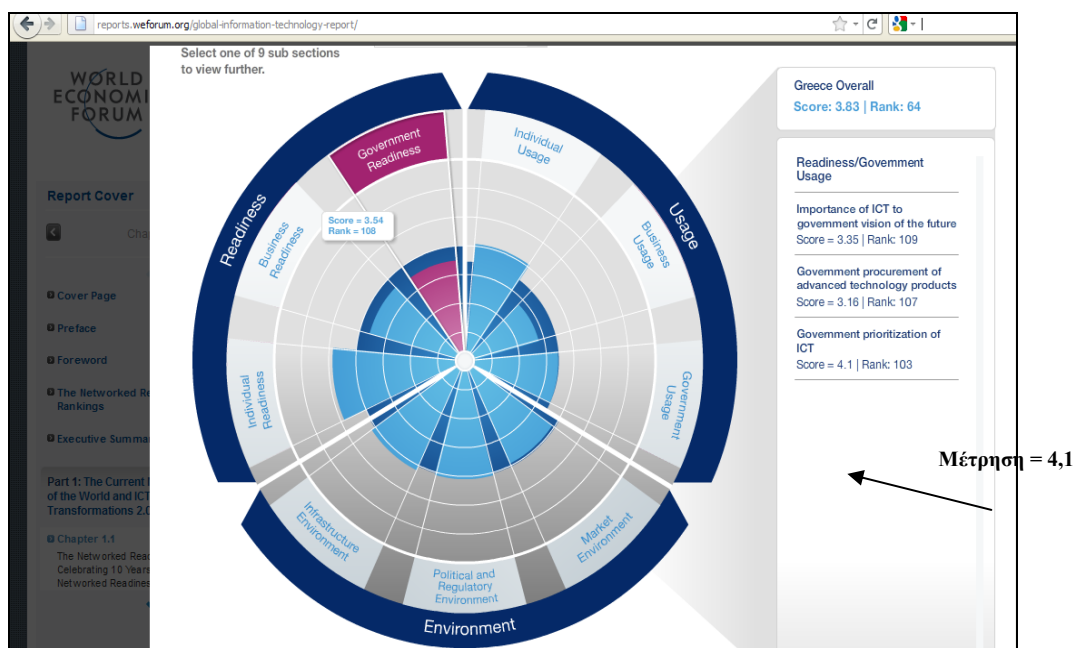 reports.weforum.org/global-information-technology-report/
Select one of 9 sub sections
to view further.
WORLD
ECONOMI
FORUM
Report Cover
Cha
Cover Page
Preface
Foreword
The Networked Re
Rankings
Executive Summa
Part 1: The Current
of the World and ICT
Transformations 2.0
Chapter 1.1
The Networked Read
Celebrating 10 Years
Networked Readines
Readiness
Government
Readiness
Business
Readiness
Individual
Readiness
Score = 3.54
Rank = 108
Usage
Individual
Usage
Business
Usage
Government
Usage
Environment
Infrastructure
Environment
Political and
Regulatory
Environment
Market
Environment
Greece Overall
Score: 3.83 | Rank: 64
Readiness/Government
Usage
Importance of ICT to
government vision of the future
Score = 3.35 | Rank: 109
Government procurement of
advanced technology products
Score = 3.16 | Rank: 107
Government prioritization of
ICT
Score = 4.1 | Rank: 103
Μέτρηση = 4,1